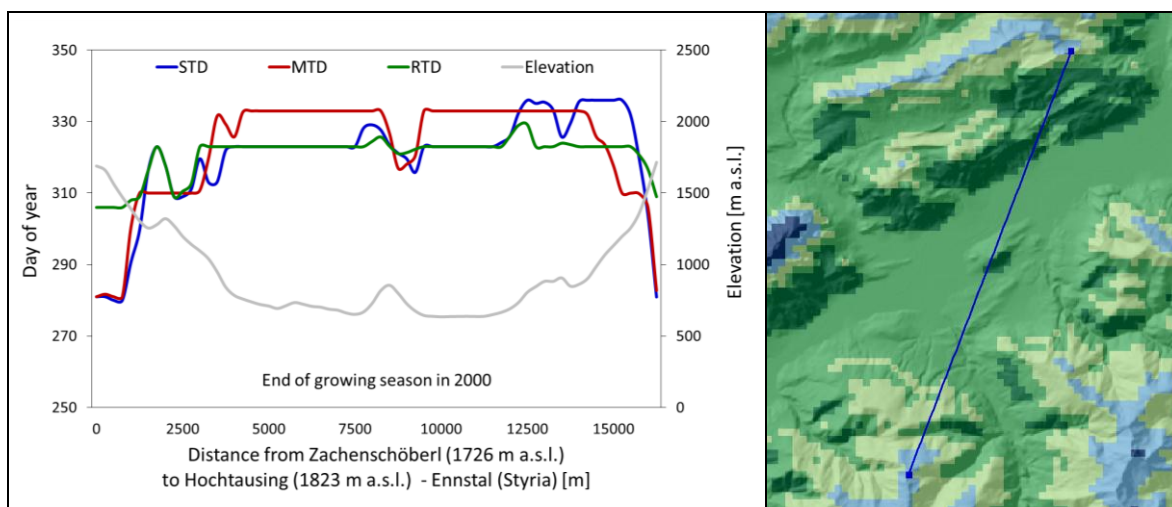 350
330
310
290
270
250
Day of year
STD MTD RTD Elevation
2500
2000
1500
1000
500
0
Elevation [m a.s.l.]
End of growing season in 2000
0 2500 5000 7500 10000 12500 15000
Distance from Zachenschöberl (1726 m a.s.l.)
to Hochtausing (1823 m a.s.l.) - Ennstal (Styria) [m]